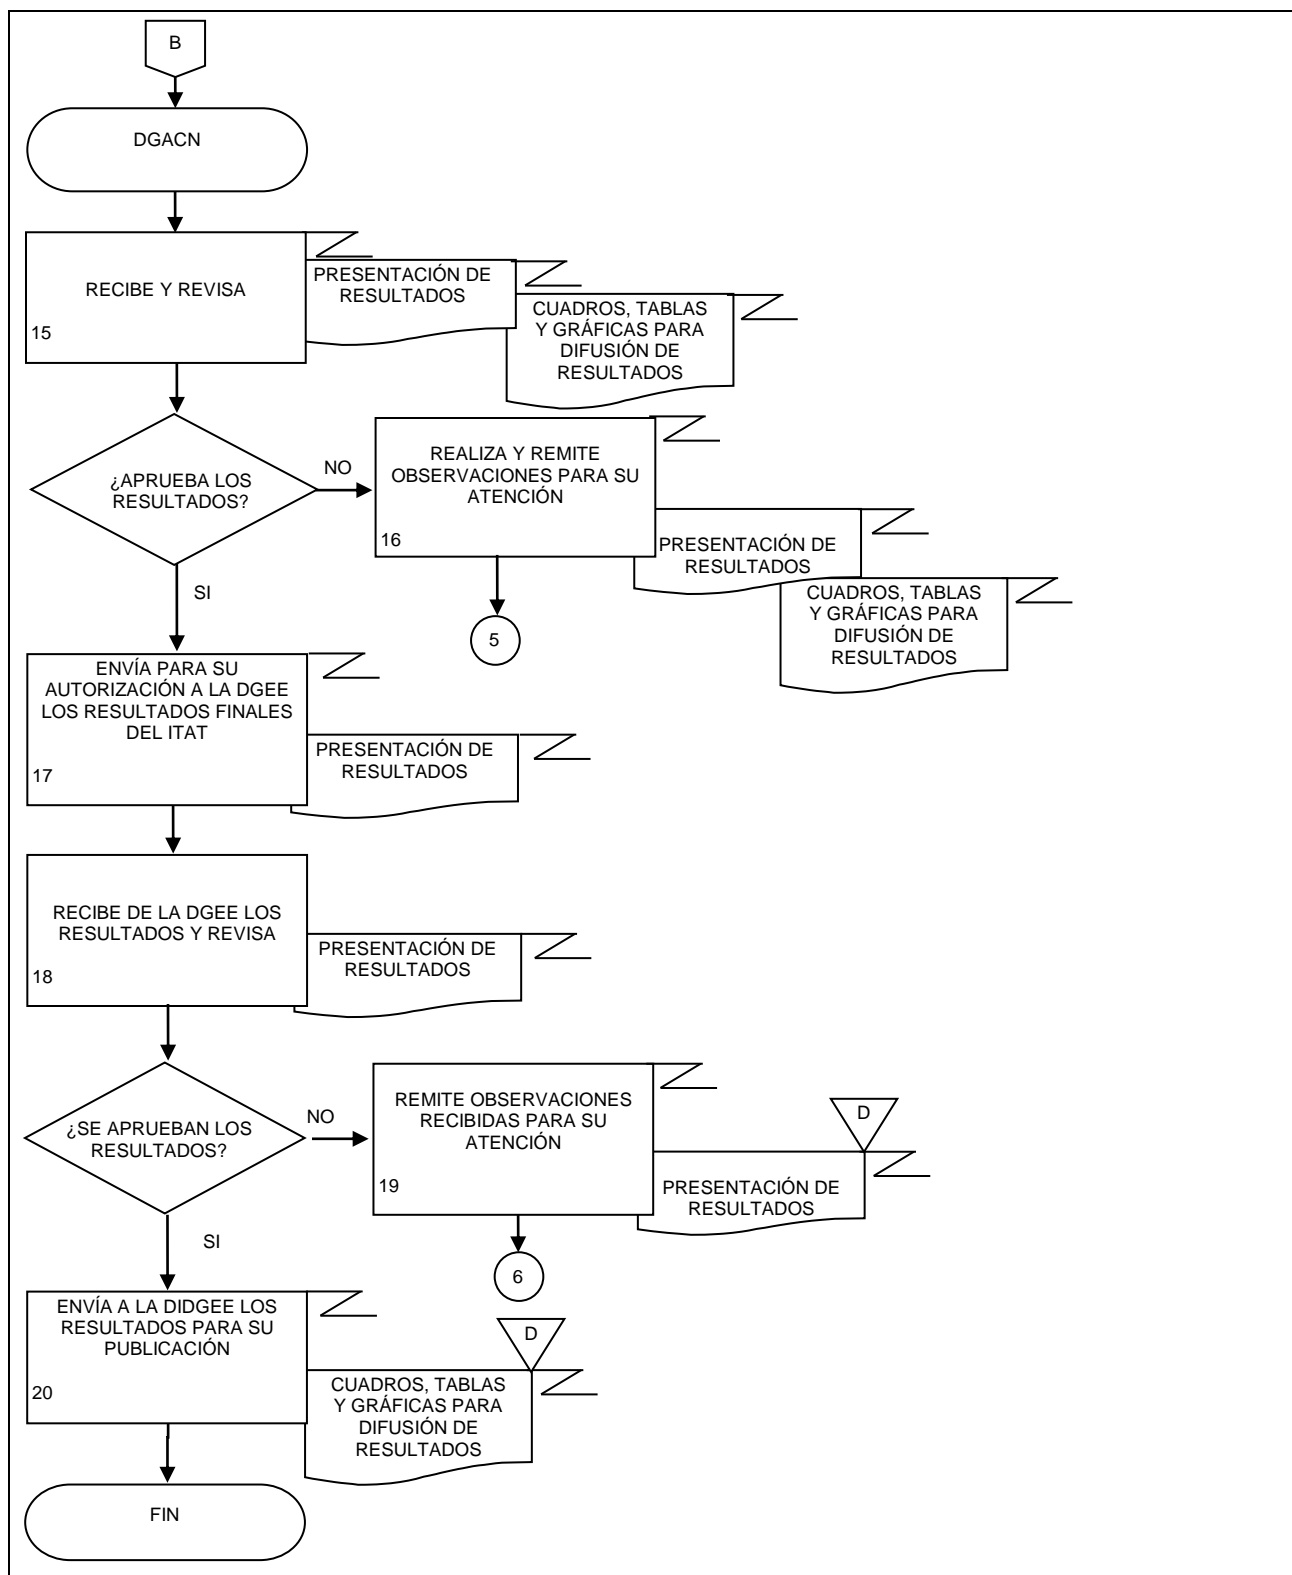 B
DGACN
RECIBE Y REVISA
15
PRESENTACIÓN DE
RESULTADOS
CUADROS, TABLAS
Y GRÁFICAS PARA
DIFUSIÓN DE
RESULTADOS
¿APRUEBA LOS
RESULTADOS?
NO
REALIZA Y REMITE
OBSERVACIONES PARA SU
ATENCIÓN
16
PRESENTACIÓN DE
RESULTADOS
CUADROS, TABLAS
Y GRÁFICAS PARA
DIFUSIÓN DE
RESULTADOS
5
SI
ENVÍA PARA SU
AUTORIZACIÓN A LA DGEE
LOS RESULTADOS FINALES
DEL ITAT
17
PRESENTACIÓN DE
RESULTADOS
RECIBE DE LA DGEE LOS
RESULTADOS Y REVISA
18
PRESENTACIÓN DE
RESULTADOS
¿SE APRUEBAN LOS
RESULTADOS?
NO
REMITE OBSERVACIONES
RECIBIDAS PARA SU
ATENCIÓN
19
D
PRESENTACIÓN DE
RESULTADOS
6
SI
ENVÍA A LA DIDGEE LOS
RESULTADOS PARA SU
PUBLICACIÓN
20
D
CUADROS, TABLAS
Y GRÁFICAS PARA
DIFUSIÓN DE
RESULTADOS
FIN